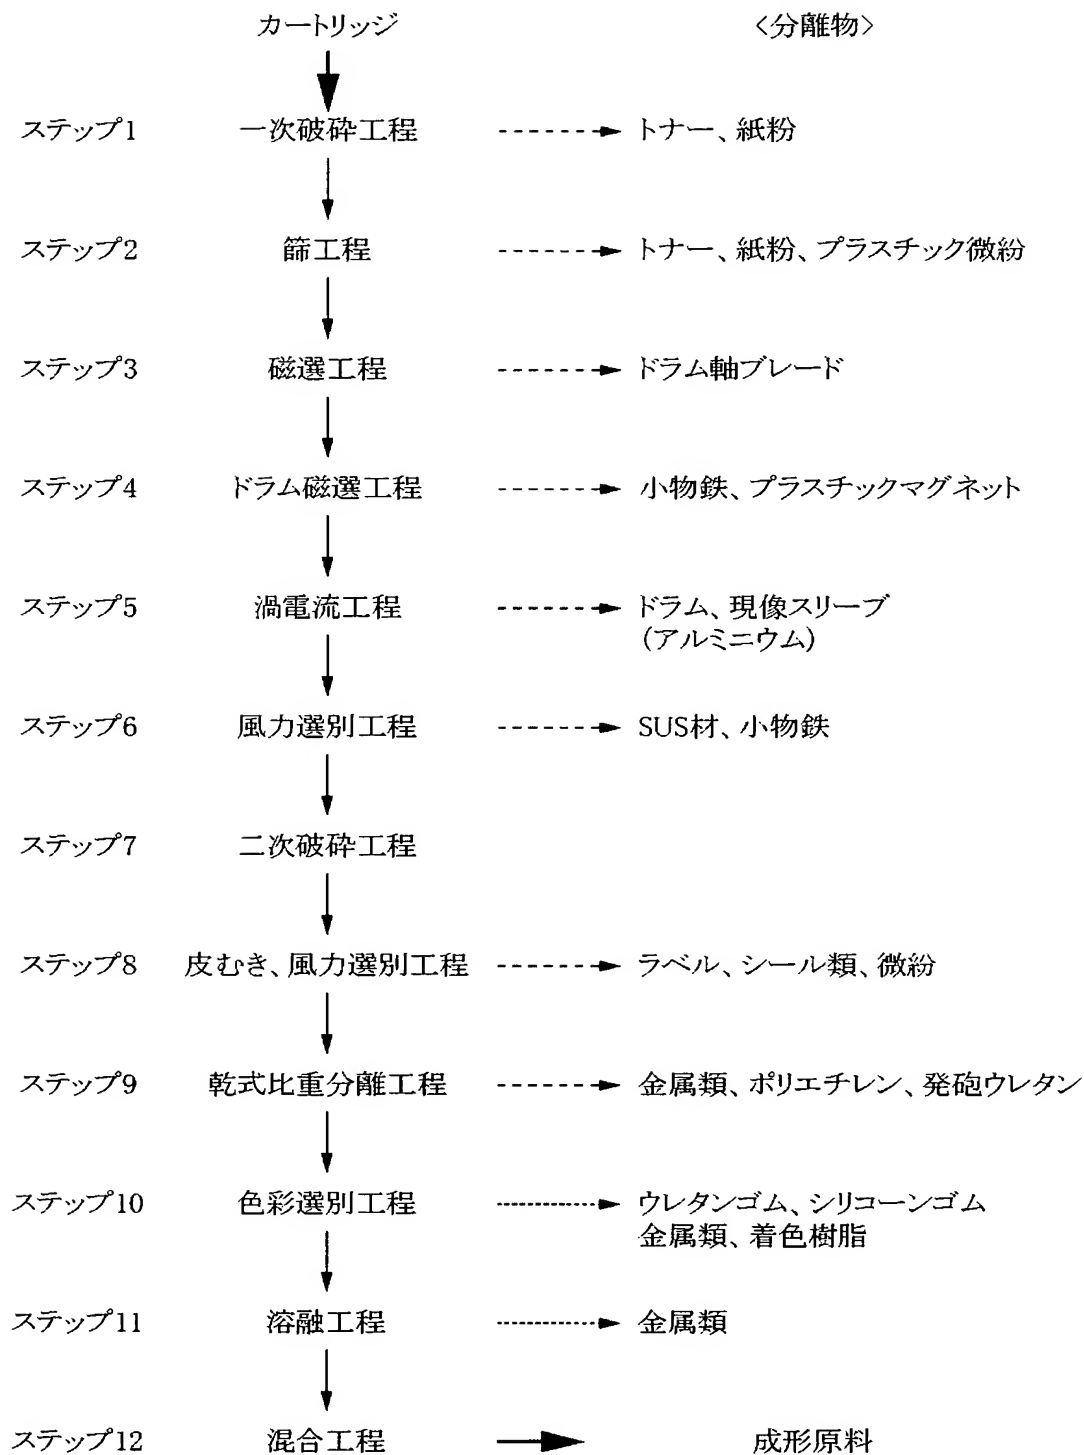 カートリッジ <分離物>
ステップ1 一次破砕工程 トナー、紙粉
ステップ2 篩工程 トナー、紙粉、プラスチック微紛
ステップ3 磁選工程 ドラム軸ブレード
ステップ4 ドラム磁選工程 小物鉄、プラスチックマグネット
ステップ5 渦電流工程 ドラム、現像スリーブ
(アルミニウム)
ステップ6 風力選別工程 SUS材、小物鉄
ステップ7 二次破砕工程
ステップ8 皮むき、風力選別工程 ラベル、シール類、微紛
ステップ9 乾式比重分離工程 金属類、ポリエチレン、発砲ウレタン
ステップ10 色彩選別工程 ウレタンゴム、シリコーンゴム
金属類、着色樹脂
ステップ11 溶融工程 金属類
ステップ12 混合工程 成形原料